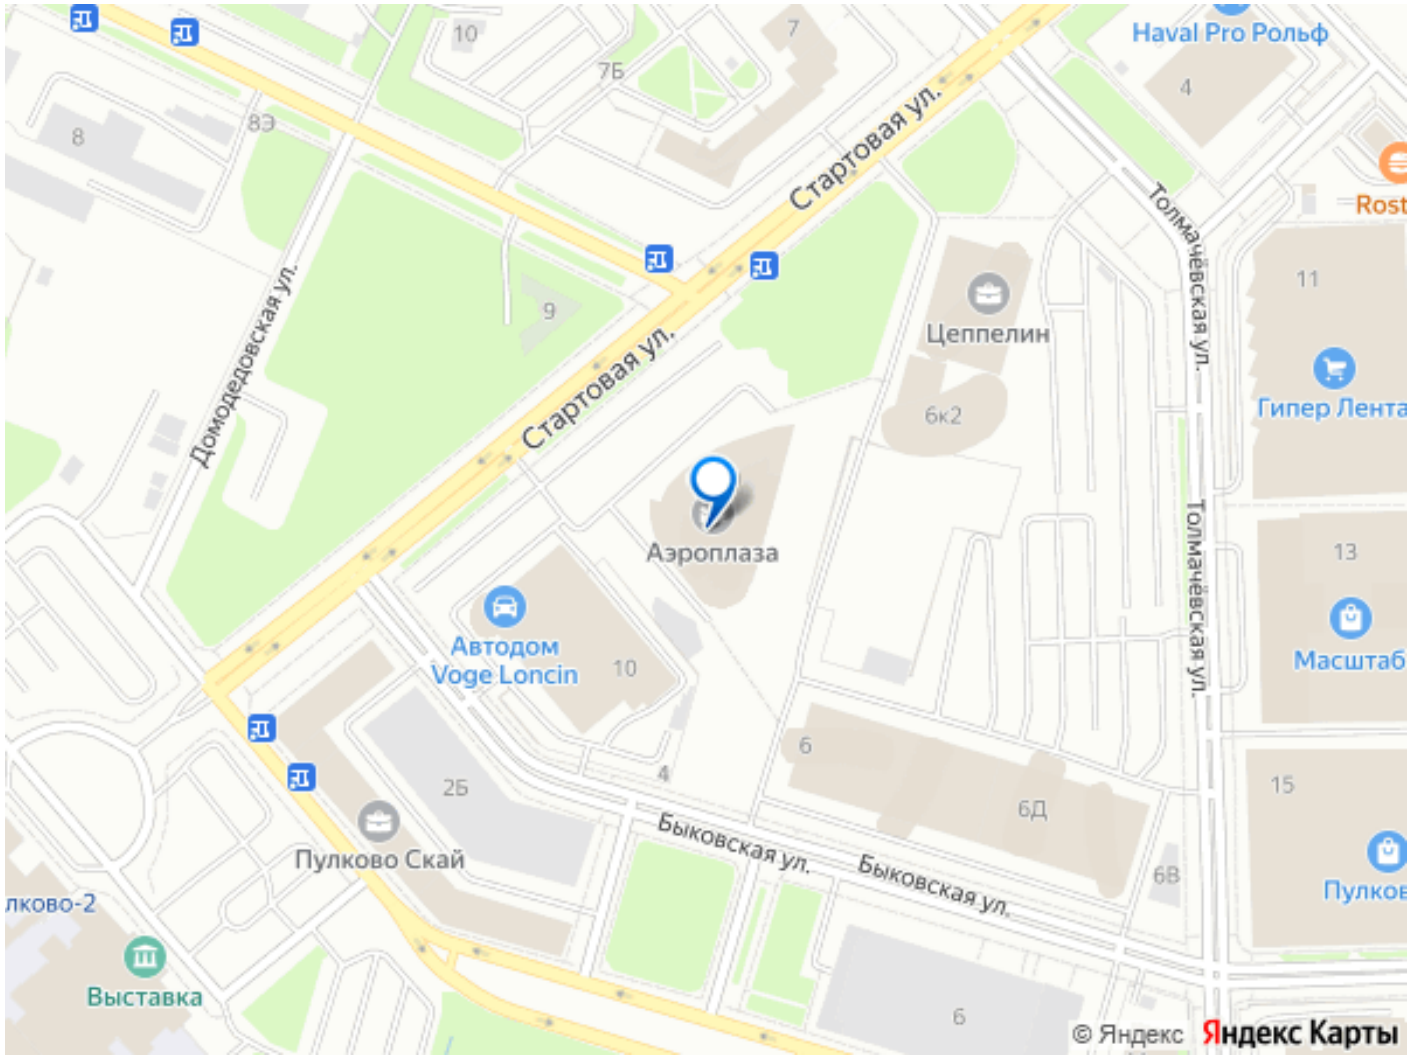 Haval Pro Рольф
10
7
7Б
4
8Э
8
Стартовая ул.
Толмачёвская ул.
Rost
Домодедовская ул.
9
11
Цеппелин
Стартовая ул.
Гипер Лента
6к2
Аэроплаза
Толмачёвская ул.
13
Автодом
Voge Loncin
10
Масштаб
6
4
2Б
15
6Д
Быковская ул.
Пулково Скай
Быковская ул.
6В
Пулков
лково-2
Выставка
6
© Яндекс Яндекс Карты